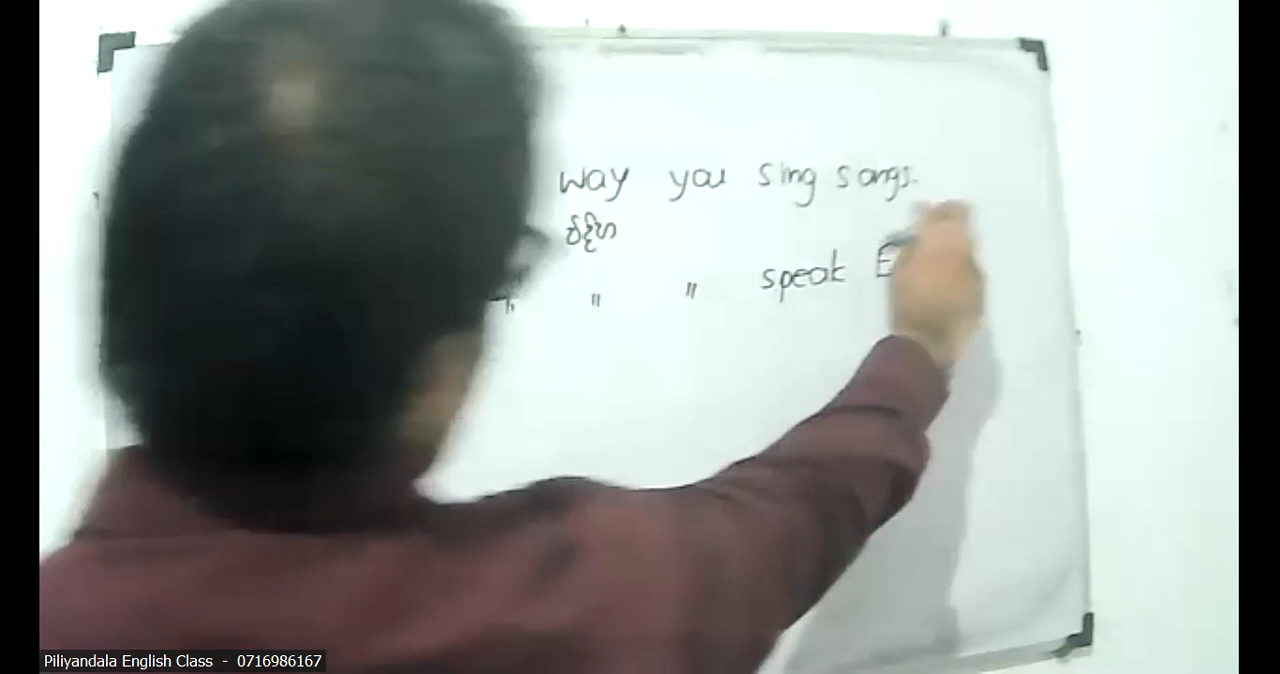 way you sing songs.
විදිහ
" " " speak E
Piliyandala English Class - 0716986167